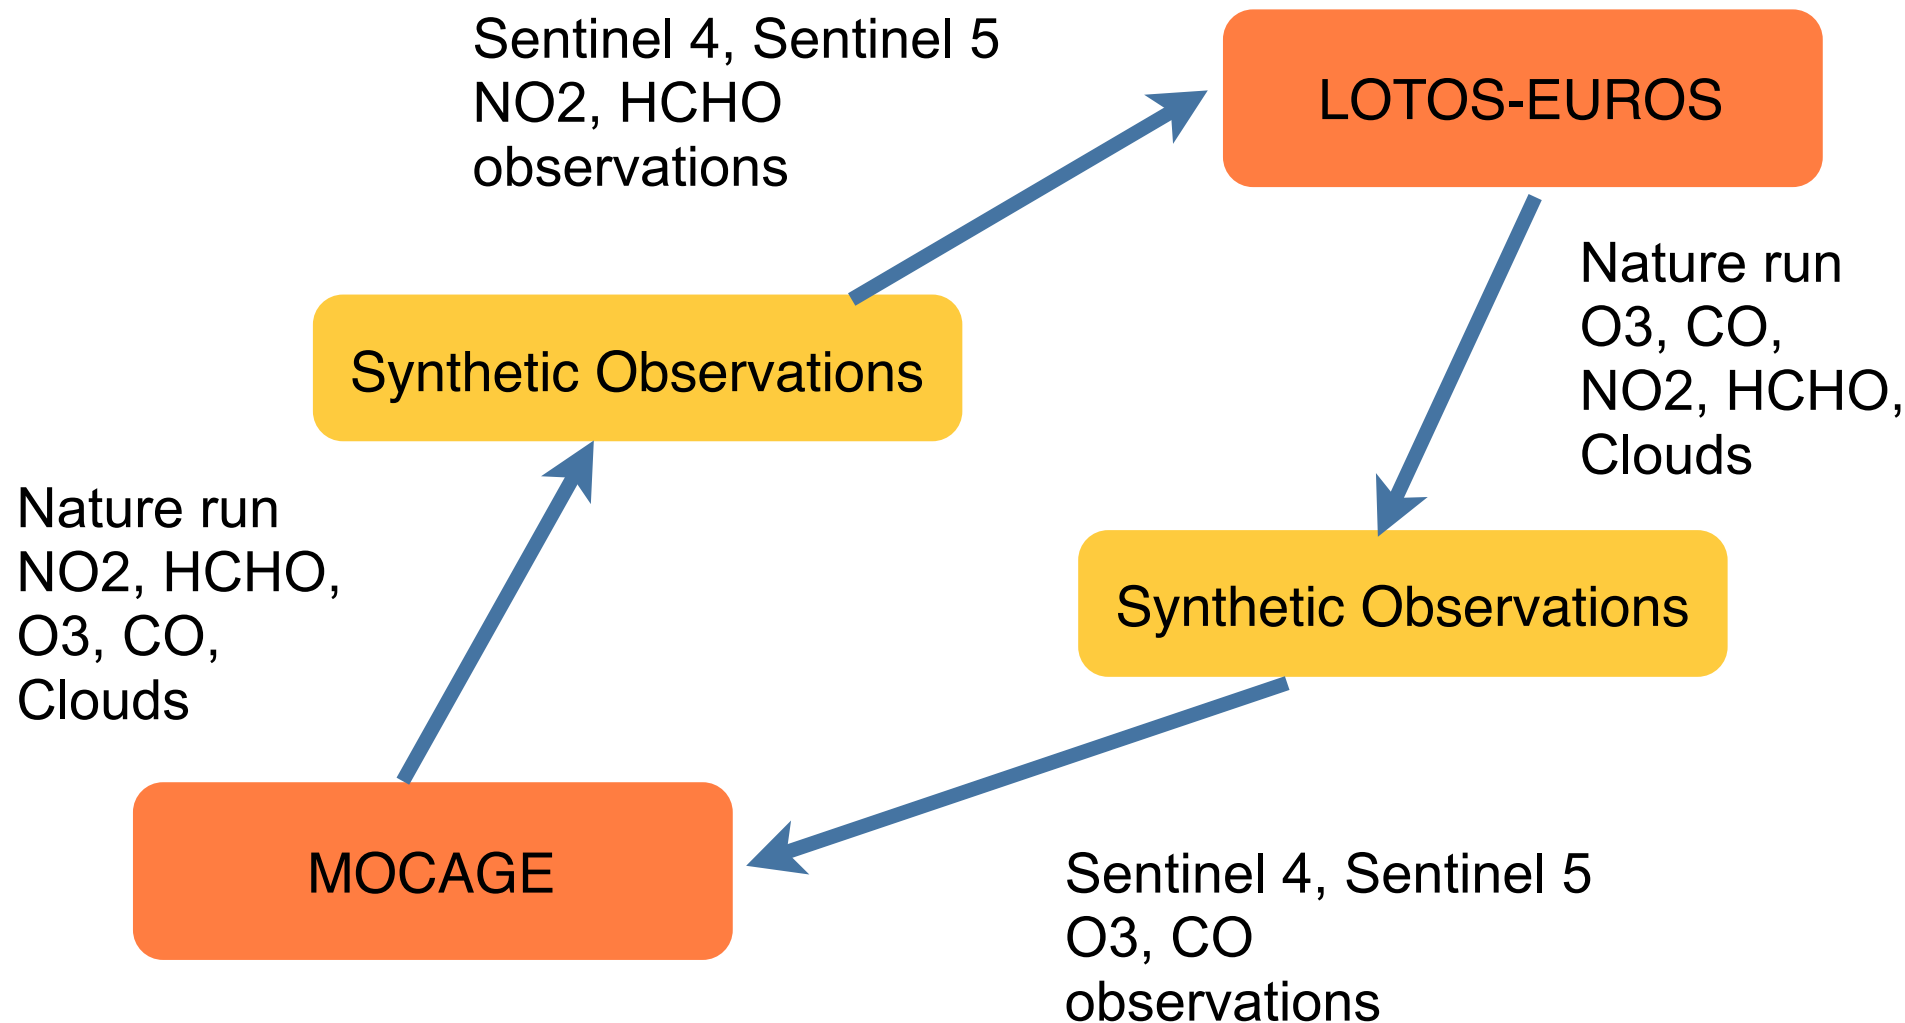 Sentinel 4, Sentinel 5
NO2, HCHO
observations
LOTOS-EUROS
Nature run
O3, CO,
NO2, HCHO,
Clouds
Synthetic Observations
Nature run
NO2, HCHO,
O3, CO,
Clouds
Synthetic Observations
MOCAGE
Sentinel 4, Sentinel 5
O3, CO
observations